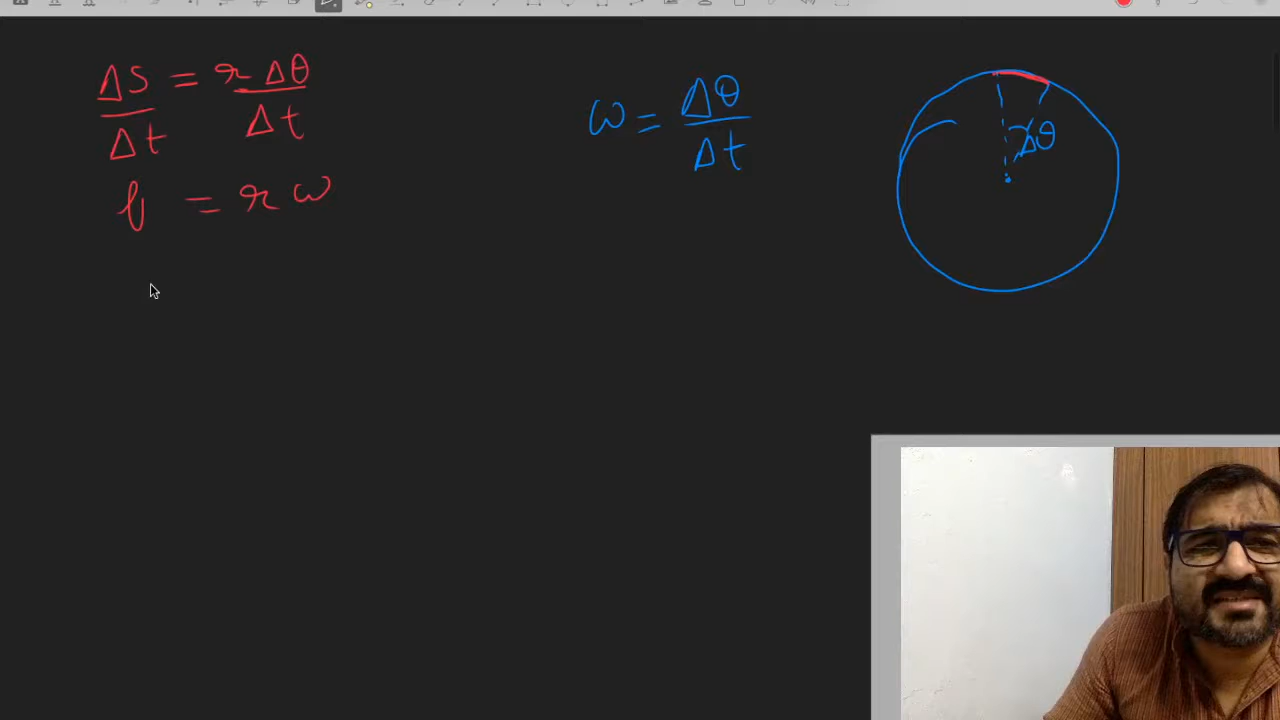 ΔS/Δt = r Δθ/Δt
v = r ω
ω = Δθ/Δt
Δθ